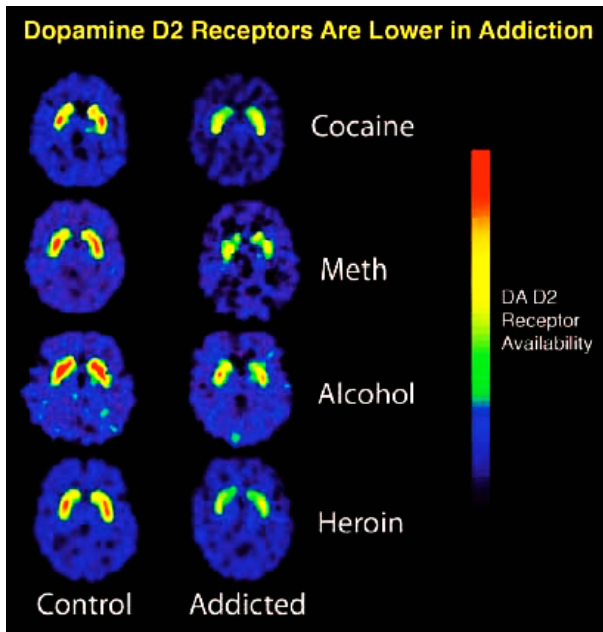 Dopamine D2 Receptors Are Lower in Addiction
Cocaine
Meth
DA D2
Receptor
Availability
Alcohol
Heroin
Control
Addicted